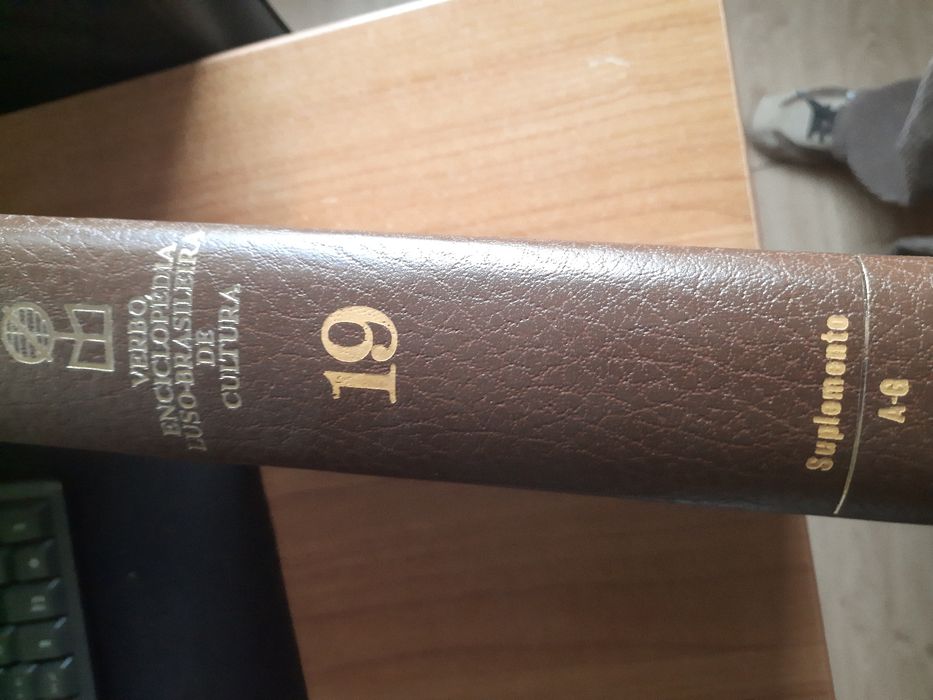 VERBO
ENCICLOPÉDIA
LUSO-BRASILEIRA
DE
CULTURA
19
Suplemento
A-G